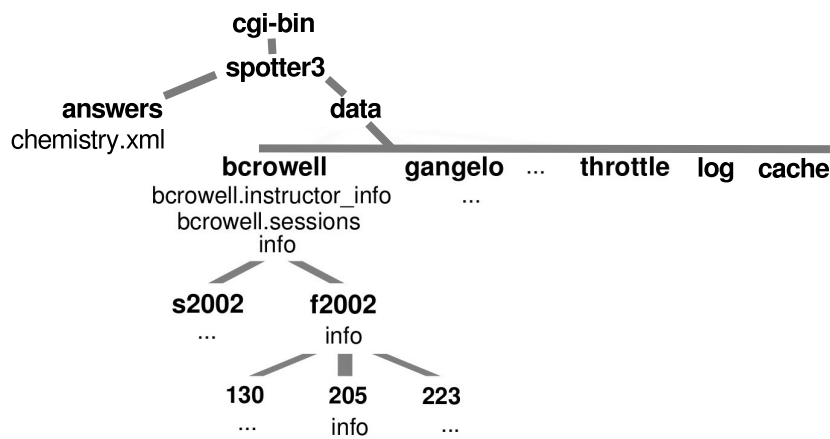 cgi-bin
spotter3
answers data
chemistry.xml
bcrowell gangelo ... throttle log cache
bcrowell.instructor_info ...
bcrowell.sessions
info
s2002 f2002
... info
130 205 223
... info ...